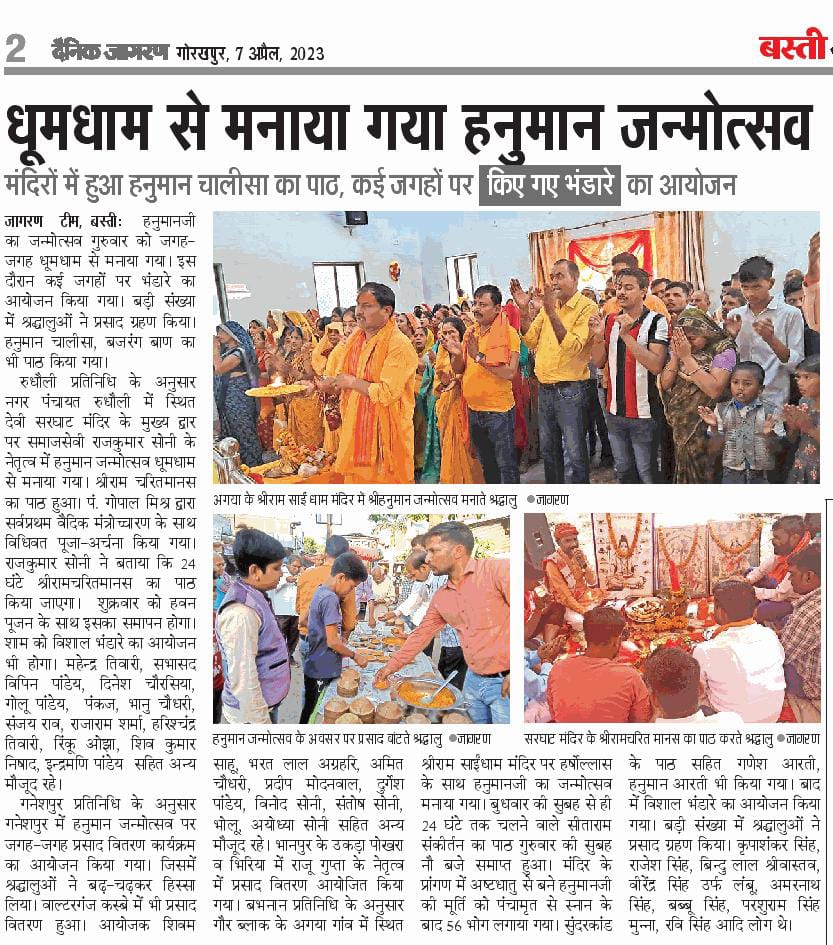 2 दैनिक जागरण गोरखपुर, 7 अप्रैल, 2023
बस्ती
धूमधाम से मनाया गया हनुमान जन्मोत्सव
मंदिरों में हुआ हनुमान चालीसा का पाठ, कई जगहों पर किए गए भंडारे का आयोजन
जागरण टीम, बस्ती: हनुमानजी
का जन्मोत्सव गुरुवार को जगह-
जगह धूमधाम से मनाया गया। इस
दौरान कई जगहों पर भंडारे का
आयोजन किया गया। बड़ी संख्या
में श्रद्धालुओं ने प्रसाद ग्रहण किया।
हनुमान चालीसा, बजरंग बाण का
भी पाठ किया गया।
रुधौली प्रतिनिधि के अनुसार
नगर पंचायत रुधौली में स्थित
देवी सरघाट मंदिर के मुख्य द्वार
पर समाजसेवी राजकुमार सोनी के
नेतृत्व में हनुमान जन्मोत्सव धूमधाम
से मनाया गया। श्रीराम चरितमानस
का पाठ हुआ। पं. गोपाल मिश्र द्वारा
सर्वप्रथम वैदिक मंत्रोच्चारण के साथ
विधिवत पूजा-अर्चना किया गया।
राजकुमार सोनी ने बताया कि 24
घंटे श्रीरामचरितमानस का पाठ
किया जाएगा। शुक्रवार को हवन
पूजन के साथ इसका समापन होगा।
शाम को विशाल भंडारे का आयोजन
भी होगा। महेन्द्र तिवारी, सभासद
विपिन पांडेय, दिनेश चौरसिया,
गोलू पांडेय, पंकज, भानु चौधरी,
संजय राव, राजाराम शर्मा, हरिश्चंद्र
तिवारी, रिंकू ओझा, शिव कुमार
निषाद, इन्द्रमणि पांडेय सहित अन्य
मौजूद रहे।
गनेशपुर प्रतिनिधि के अनुसार
गनेशपुर में हनुमान जन्मोत्सव पर
जगह-जगह प्रसाद वितरण कार्यक्रम
का आयोजन किया गया। जिसमें
श्रद्धालुओं ने बढ़-चढ़कर हिस्सा
लिया। वाल्टरगंज कस्बे में भी प्रसाद
वितरण हुआ। आयोजक शिवम
अगया के श्रीराम साईं धाम मंदिर में श्रीहनुमान जन्मोत्सव मनाते श्रद्धालु ●जागरण
हनुमान जन्मोत्सव के अवसर पर प्रसाद बांटते श्रद्धालु ●जागरण
सरघाट मंदिर के श्रीरामचरित मानस का पाठ करते श्रद्धालु ●जागरण
साहू, भरत लाल अग्रहरि, अमित
चौधरी, प्रदीप मोदनवाल, दुर्गेश
पांडेय, विनोद सोनी, संतोष सोनी,
भोलू, अयोध्या सोनी सहित अन्य
मौजूद रहे। भानपुर के उकड़ा पोखरा
व भिरिया में राजू गुप्ता के नेतृत्व
में प्रसाद वितरण आयोजित किया
गया। बभनान प्रतिनिधि के अनुसार
गौर ब्लाक के अगया गांव में स्थित
श्रीराम साईंधाम मंदिर पर हर्षोल्लास
के साथ हनुमानजी का जन्मोत्सव
मनाया गया। बुधवार की सुबह से ही
24 घंटे तक चलने वाले सीताराम
संकीर्तन का पाठ गुरुवार की सुबह
नौ बजे समाप्त हुआ। मंदिर के
प्रांगण में अष्टधातु से बने हनुमानजी
की मूर्ति को पंचामृत से स्नान के
बाद 56 भोग लगाया गया। सुंदरकांड
के पाठ सहित गणेश आरती,
हनुमान आरती भी किया गया। बाद
में विशाल भंडारे का आयोजन किया
गया। बड़ी संख्या में श्रद्धालुओं ने
प्रसाद ग्रहण किया। कृपाशंकर सिंह,
राजेश सिंह, बिन्दु लाल श्रीवास्तव,
वीरेंद्र सिंह उर्फ लंबू, अमरनाथ
सिंह, बब्बू सिंह, परशुराम सिंह
मुन्ना, रवि सिंह आदि लोग थे।